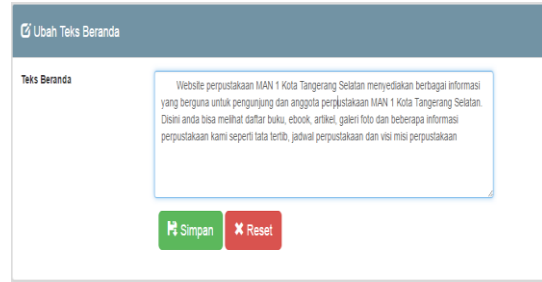 Ubah Teks Beranda
Teks Beranda
Website perpustakaan MAN 1 Kota Tangerang Selatan menyediakan berbagai informasi
yang berguna untuk pengunjung dan anggota perpustakaan MAN 1 Kota Tangerang Selatan.
Disini anda bisa melihat daftar buku, ebook, artikel, galeri foto dan beberapa informasi
perpustakaan kami seperti tata tertib, jadwal perpustakaan dan visi misi perpustakaan
Simpan
Reset